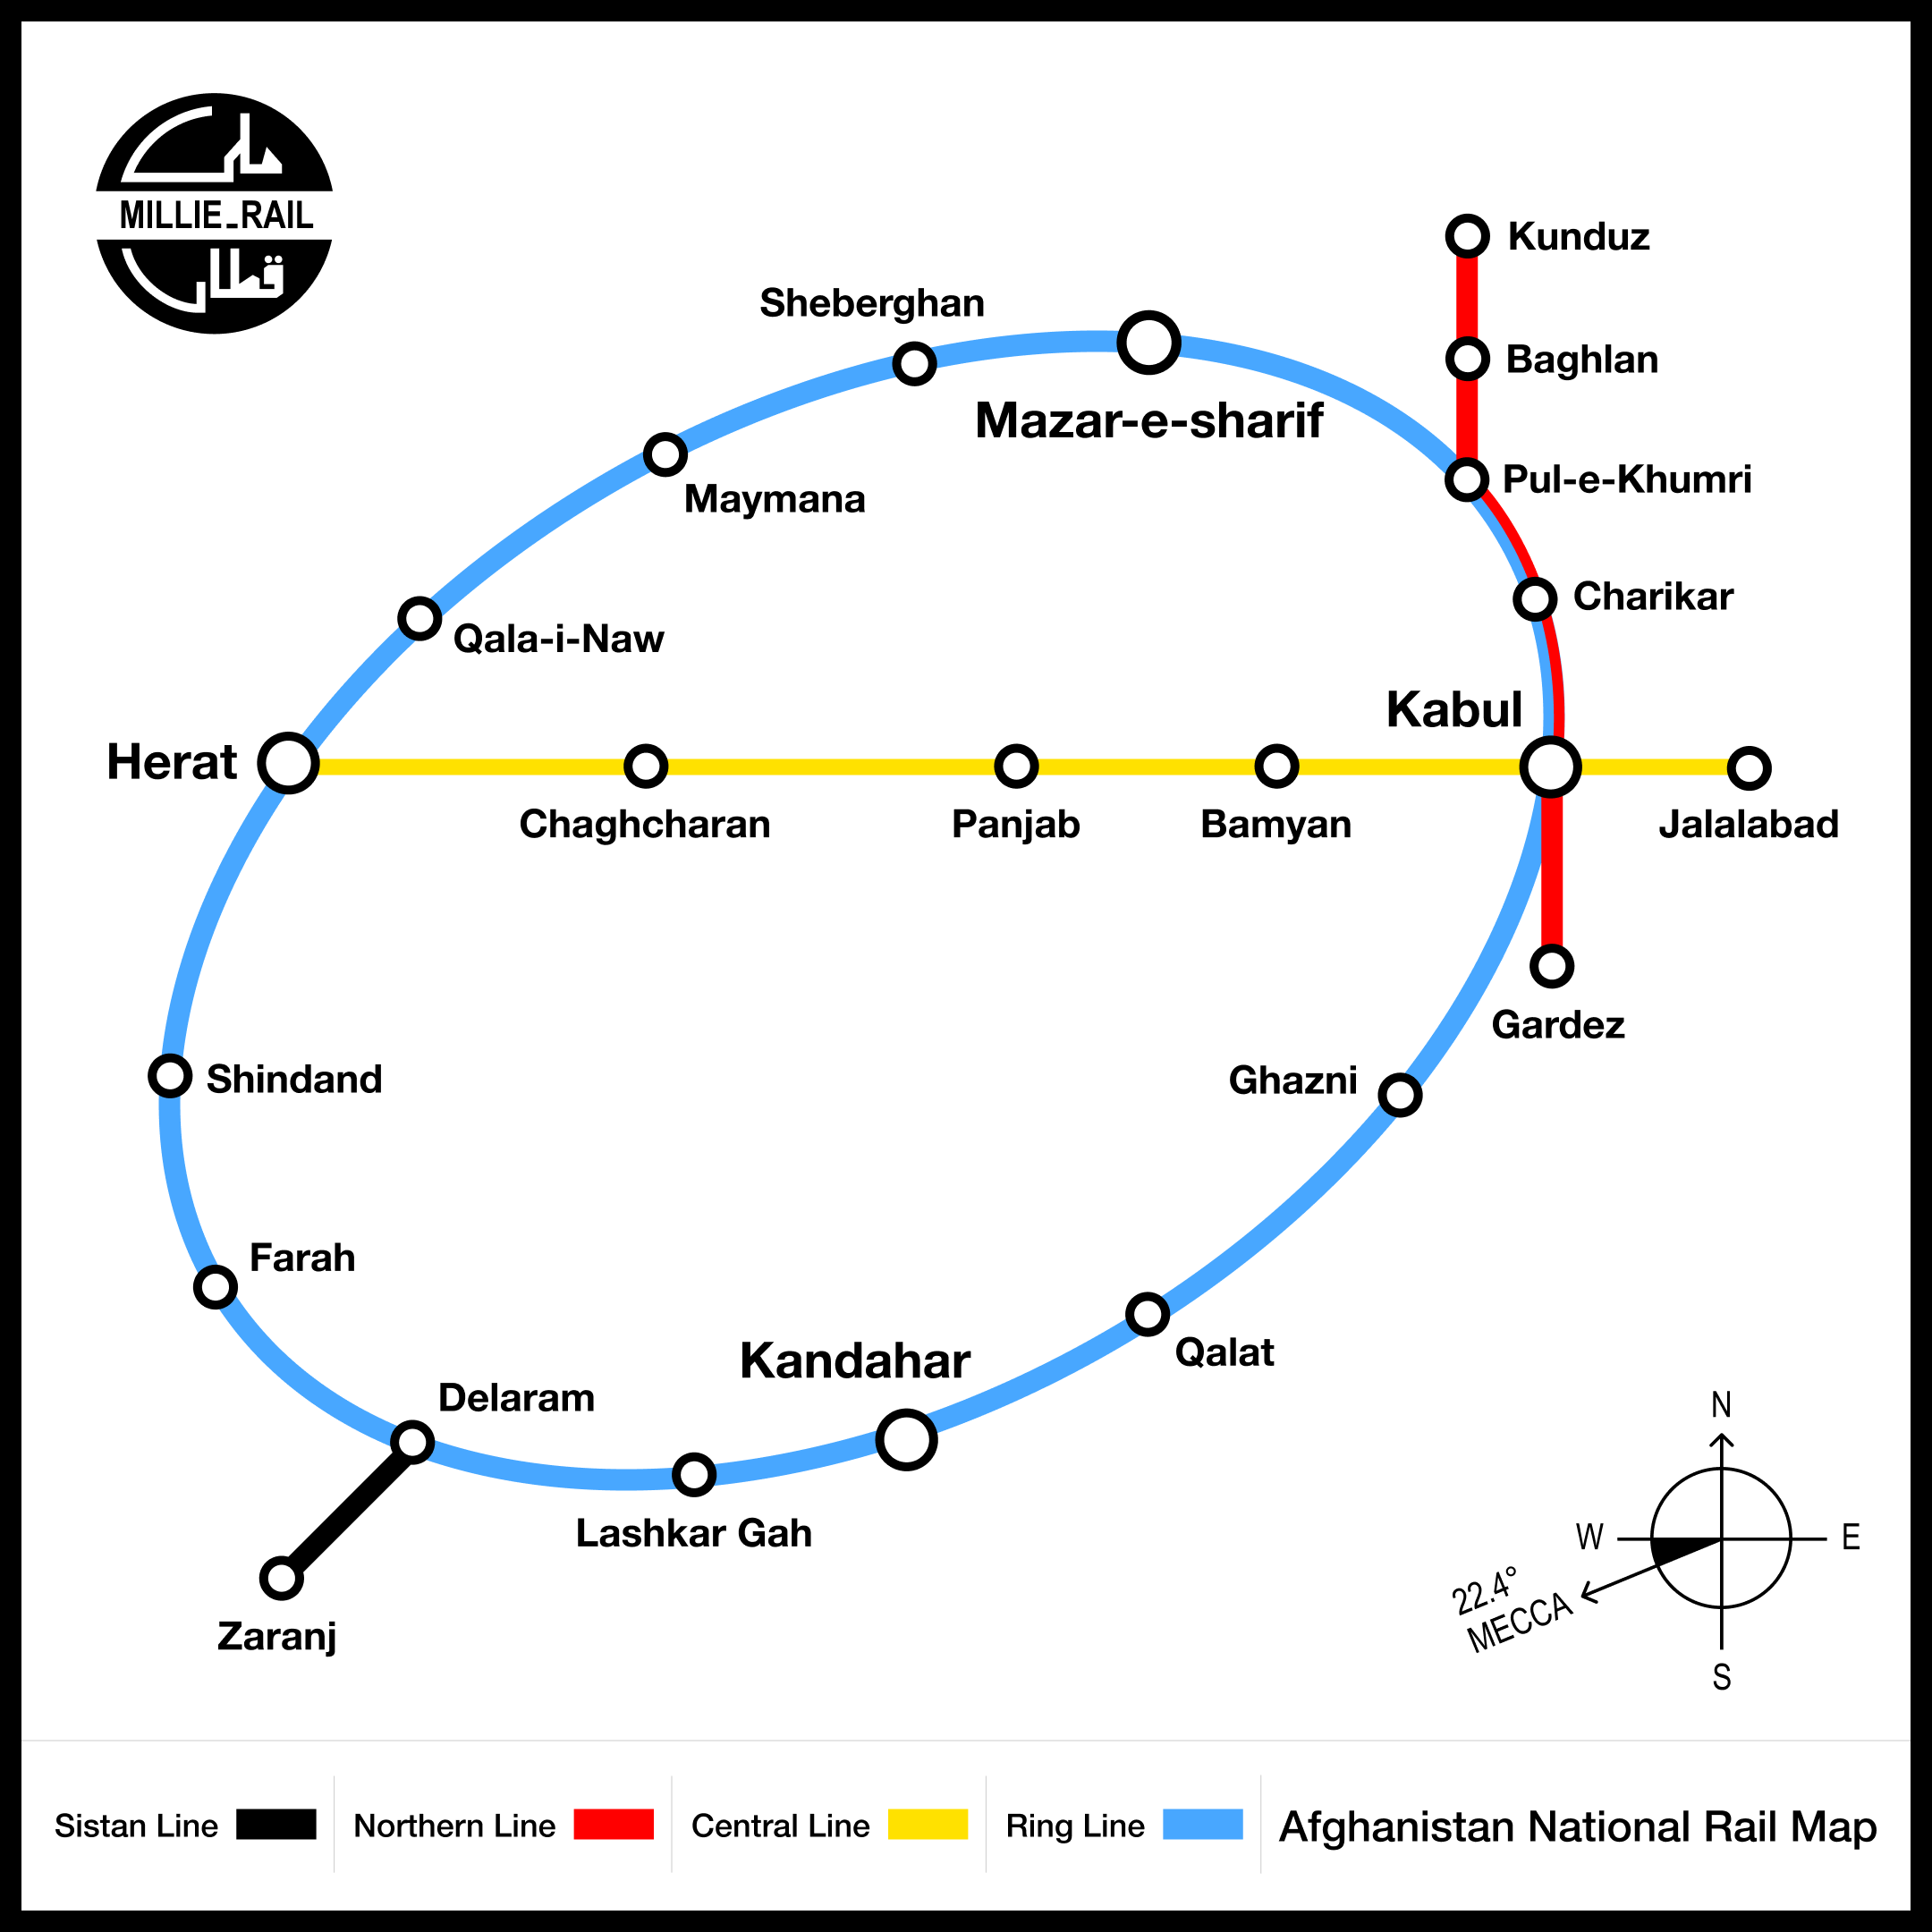 ملی
MILLIE_RAIL
قطار
Kunduz
Sheberghan
Baghlan
Mazar-e-sharif
Pul-e-Khumri
Maymana
Charikar
Qala-i-Naw
Kabul
Herat
Chaghcharan
Panjab
Bamyan
Jalalabad
Gardez
Shindand
Ghazni
Farah
Qalat
Kandahar
Delaram
Lashkar Gah
Zaranj
N
W
E
22.4°
MECCA
S
Sistan Line
Northern Line
Central Line
Ring Line
Afghanistan National Rail Map